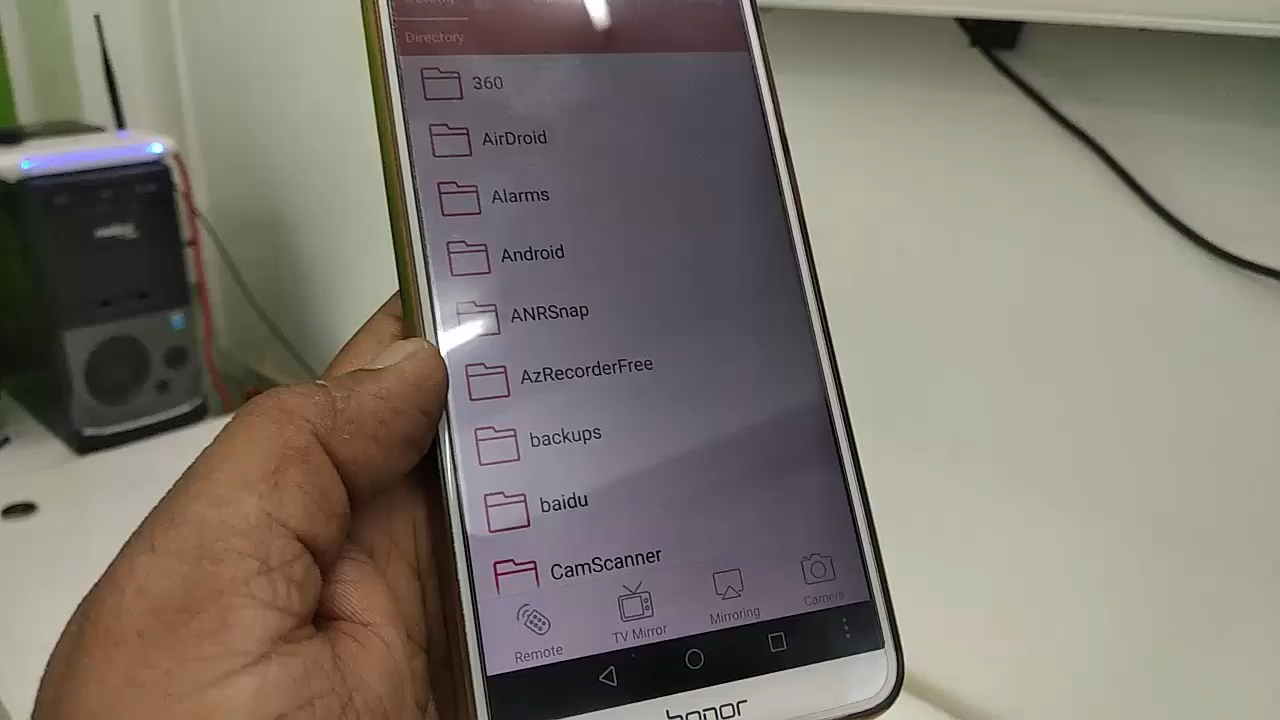 Directory
360
AirDroid
Alarms
Android
ANRSnap
AzRecorderFree
backups
baidu
CamScanner
Remote
TV Mirror
Mirroring
Camera
honor